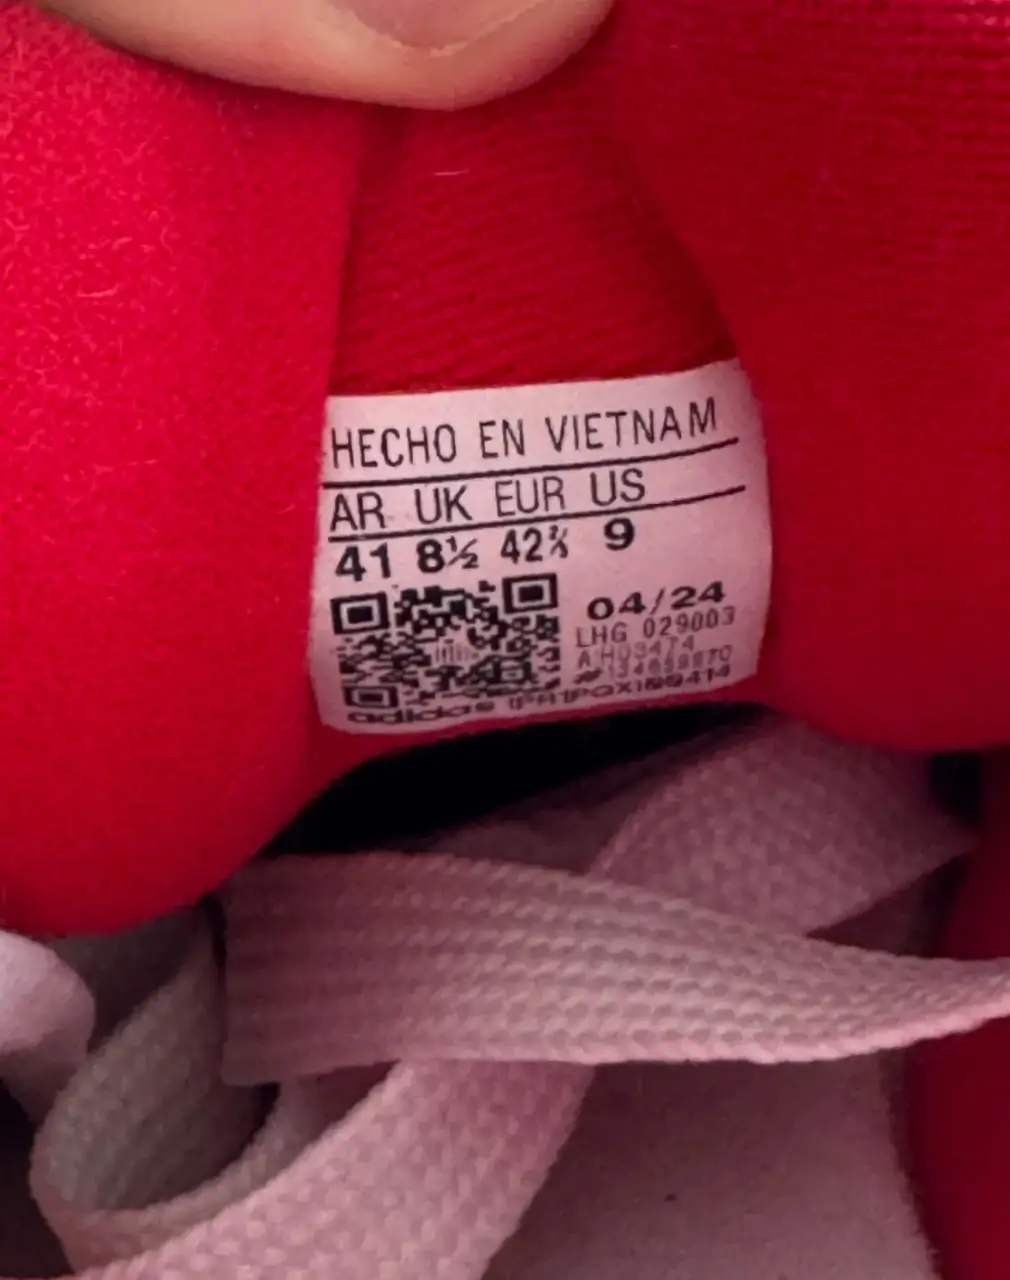 HECHO EN VIETNAM
AR UK EUR US
41 8½ 42⅔ 9
04/24
LHG 029003
adidas